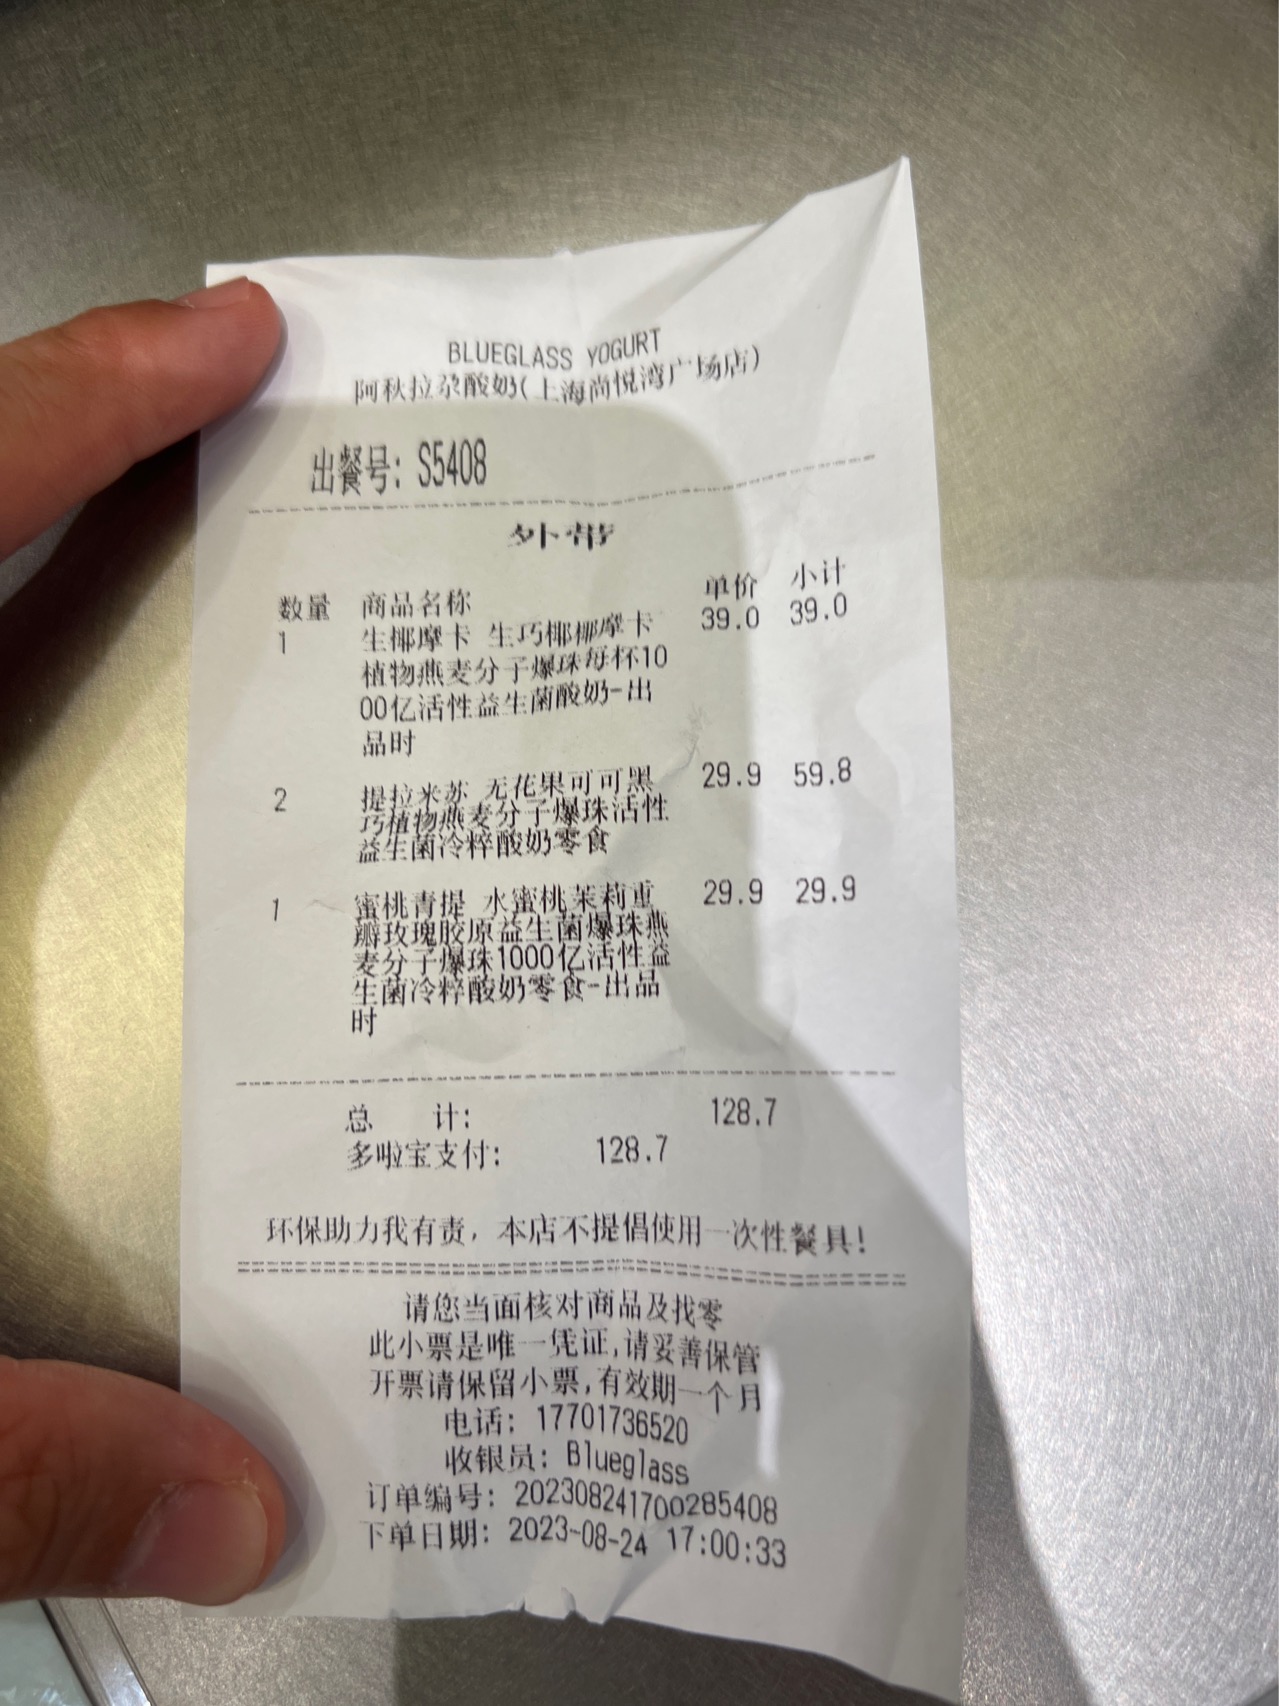 BLUEGLASS YOGURT
阿秋拉尕酸奶(上海尚悦湾广场店)
出餐号: S5408
外带
数量 商品名称 单价 小计
1 生椰摩卡 生巧椰椰摩卡 39.0 39.0
植物燕麦分子爆珠每杯10
00亿活性益生菌酸奶-出
品时
2 提拉米苏 无花果可可黑 29.9 59.8
巧植物燕麦分子爆珠活性
益生菌冷粹酸奶零食
1 蜜桃青提 水蜜桃茉莉重 29.9 29.9
瓣玫瑰胶原益生菌爆珠燕
麦分子爆珠1000亿活性益
生菌冷粹酸奶零食-出品
时
总 计: 128.7
多啦宝支付: 128.7
环保助力我有责，本店不提倡使用一次性餐具!
请您当面核对商品及找零
此小票是唯一凭证,请妥善保管
开票请保留小票,有效期一个月
电话: 17701736520
收银员: Blueglass
订单编号: 202308241700285408
下单日期: 2023-08-24 17:00:33